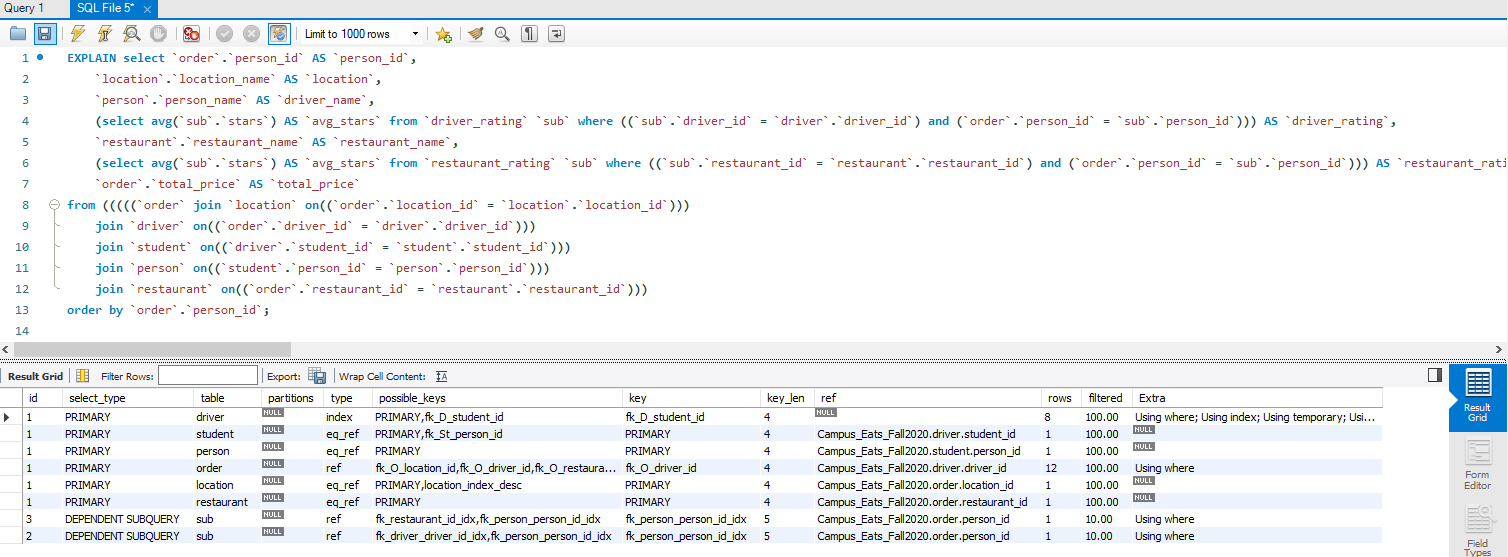 Query 1 SQL File 5* ×
Limit to 1000 rows
1 EXPLAIN select `order`.`person_id` AS `person_id`,
2 `location`.`location_name` AS `location`,
3 `person`.`person_name` AS `driver_name`,
4 (select avg(`sub`.`stars`) AS `avg_stars` from `driver_rating` `sub` where ((`sub`.`driver_id` = `driver`.`driver_id`) and (`order`.`person_id` = `sub`.`person_id`))) AS `driver_rating`,
5 `restaurant`.`restaurant_name` AS `restaurant_name`,
6 (select avg(`sub`.`stars`) AS `avg_stars` from `restaurant_rating` `sub` where ((`sub`.`restaurant_id` = `restaurant`.`restaurant_id`) and (`order`.`person_id` = `sub`.`person_id`))) AS `restaurant_rati
7 `order`.`total_price` AS `total_price`
8 from (((((`order` join `location` on((`order`.`location_id` = `location`.`location_id`)))
9 join `driver` on((`order`.`driver_id` = `driver`.`driver_id`)))
10 join `student` on((`driver`.`student_id` = `student`.`student_id`)))
11 join `person` on((`student`.`person_id` = `person`.`person_id`)))
12 join `restaurant` on((`order`.`restaurant_id` = `restaurant`.`restaurant_id`)))
13 order by `order`.`person_id`;
14
Result Grid Filter Rows: Export: Wrap Cell Content: IA
id select_type table partitions type possible_keys key key_len ref rows filtered Extra
1 PRIMARY driver NULL index PRIMARY,fk_D_student_id fk_D_student_id 4 NULL 8 100.00 Using where; Using index; Using temporary; Usi...
1 PRIMARY student NULL eq_ref PRIMARY,fk_St_person_id PRIMARY 4 Campus_Eats_Fall2020.driver.student_id 1 100.00 NULL
1 PRIMARY person NULL eq_ref PRIMARY PRIMARY 4 Campus_Eats_Fall2020.student.person_id 1 100.00 NULL
1 PRIMARY order NULL ref fk_O_location_id,fk_O_driver_id,fk_O_restaura... fk_O_driver_id 4 Campus_Eats_Fall2020.driver.driver_id 12 100.00 Using where
1 PRIMARY location NULL eq_ref PRIMARY,location_index_desc PRIMARY 4 Campus_Eats_Fall2020.order.location_id 1 100.00 NULL
1 PRIMARY restaurant NULL eq_ref PRIMARY PRIMARY 4 Campus_Eats_Fall2020.order.restaurant_id 1 100.00 NULL
3 DEPENDENT SUBQUERY sub NULL ref fk_restaurant_id_idx,fk_person_person_id_idx fk_person_person_id_idx 5 Campus_Eats_Fall2020.order.person_id 1 10.00 Using where
2 DEPENDENT SUBQUERY sub NULL ref fk_driver_driver_id_idx,fk_person_person_id_idx fk_person_person_id_idx 5 Campus_Eats_Fall2020.order.person_id 1 10.00 Using where
Result
Grid
Form
Editor
Field
Types